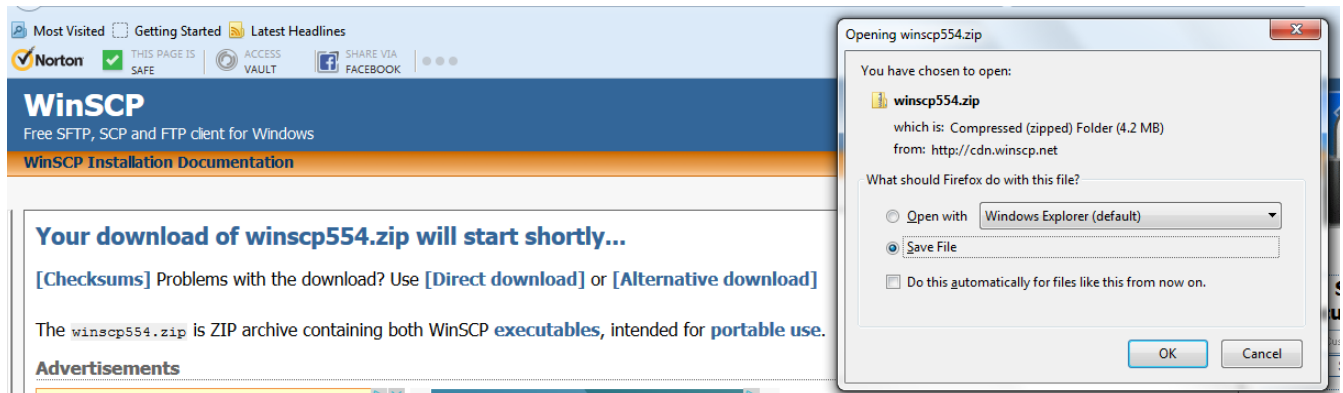 Most Visited Getting Started Latest Headlines
Norton THIS PAGE IS SAFE ACCESS VAULT SHARE VIA FACEBOOK
WinSCP
Free SFTP, SCP and FTP client for Windows
WinSCP Installation Documentation
Your download of winscp554.zip will start shortly...
[Checksums] Problems with the download? Use [Direct download] or [Alternative download]
The winscp554.zip is ZIP archive containing both WinSCP executables, intended for portable use.
Advertisements
Opening winscp554.zip
You have chosen to open:
winscp554.zip
which is: Compressed (zipped) Folder (4.2 MB)
from: http://cdn.winscp.net
What should Firefox do with this file?
Open with Windows Explorer (default)
Save File
Do this automatically for files like this from now on.
OK Cancel